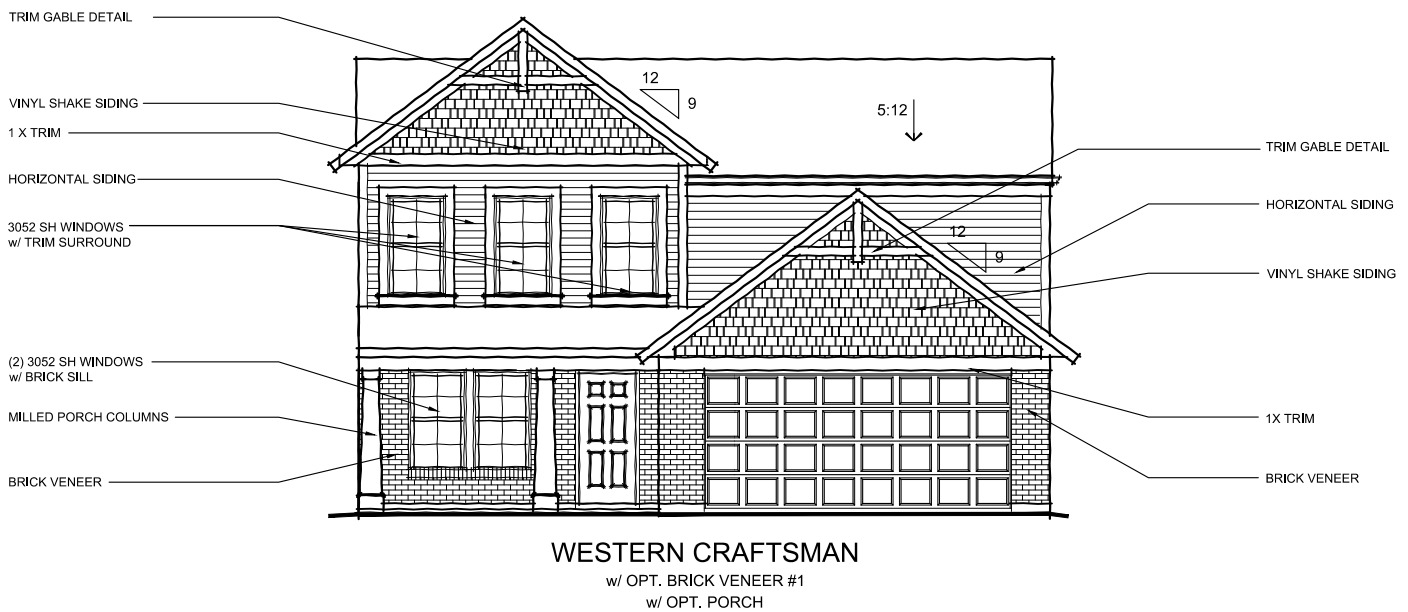 TRIM GABLE DETAIL
VINYL SHAKE SIDING
1 X TRIM
HORIZONTAL SIDING
3052 SH WINDOWS
w/ TRIM SURROUND
(2) 3052 SH WINDOWS
w/ BRICK SILL
MILLED PORCH COLUMNS
BRICK VENEER
12
9
5:12
12
9
TRIM GABLE DETAIL
HORIZONTAL SIDING
VINYL SHAKE SIDING
1X TRIM
BRICK VENEER
WESTERN CRAFTSMAN
w/ OPT. BRICK VENEER #1
w/ OPT. PORCH